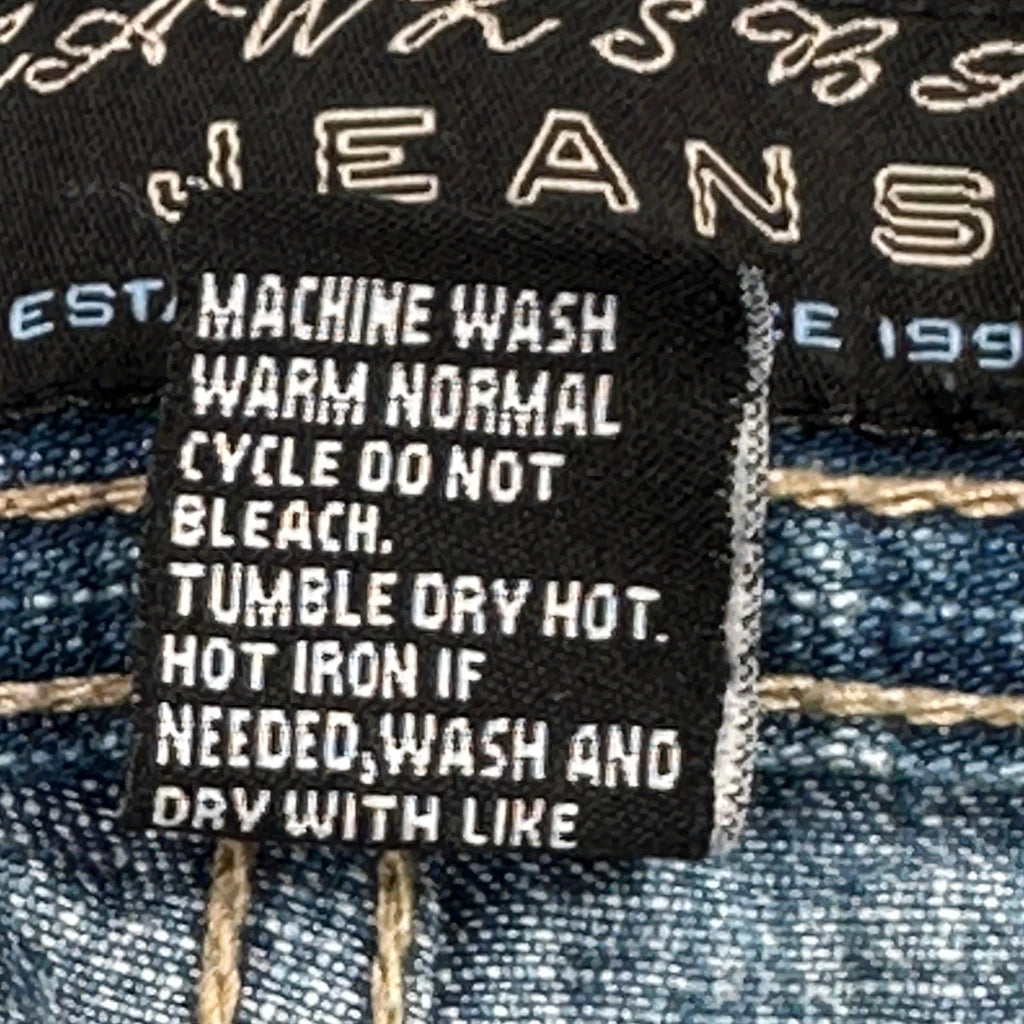 JEANS
MACHINE WASH
WARM NORMAL
CYCLE DO NOT
BLEACH.
TUMBLE DRY HOT.
HOT IRON IF
NEEDED,WASH AND
DRY WITH LIKE